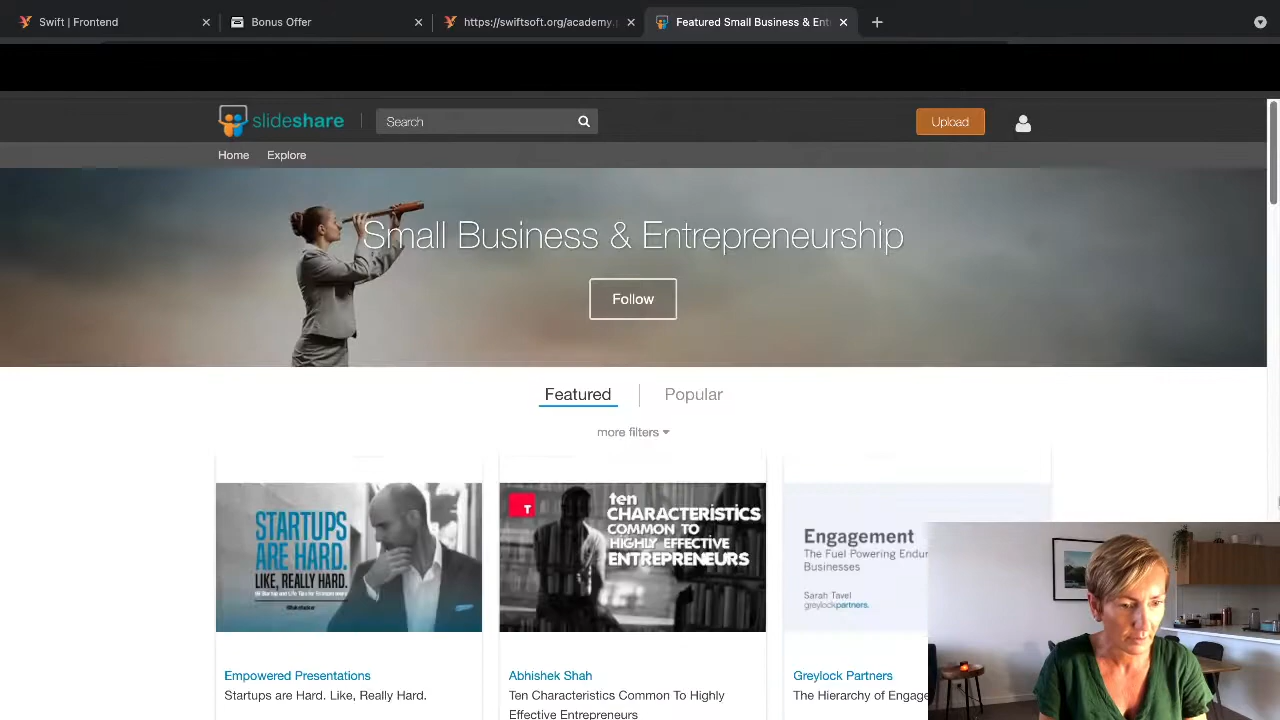 Swift | Frontend
Bonus Offer
https://swiftsoft.org/academy.
Featured Small Business & Ent
slideshare
Search
Upload
Home
Explore
Small Business & Entrepreneurship
Follow
Featured
Popular
more filters
STARTUPS
ARE HARD.
LIKE, REALLY HARD.
T
ten
CHARACTERISTICS
COMMON TO
HIGHLY EFFECTIVE
ENTREPRENEURS
Engagement
The Fuel Powering Endu
Businesses
Sarah Tavel
greylockpartners.
Empowered Presentations
Startups are Hard. Like, Really Hard.
Abhishek Shah
Ten Characteristics Common To Highly
Effective Entrepreneurs
Greylock Partners
The Hierarchy of Engage